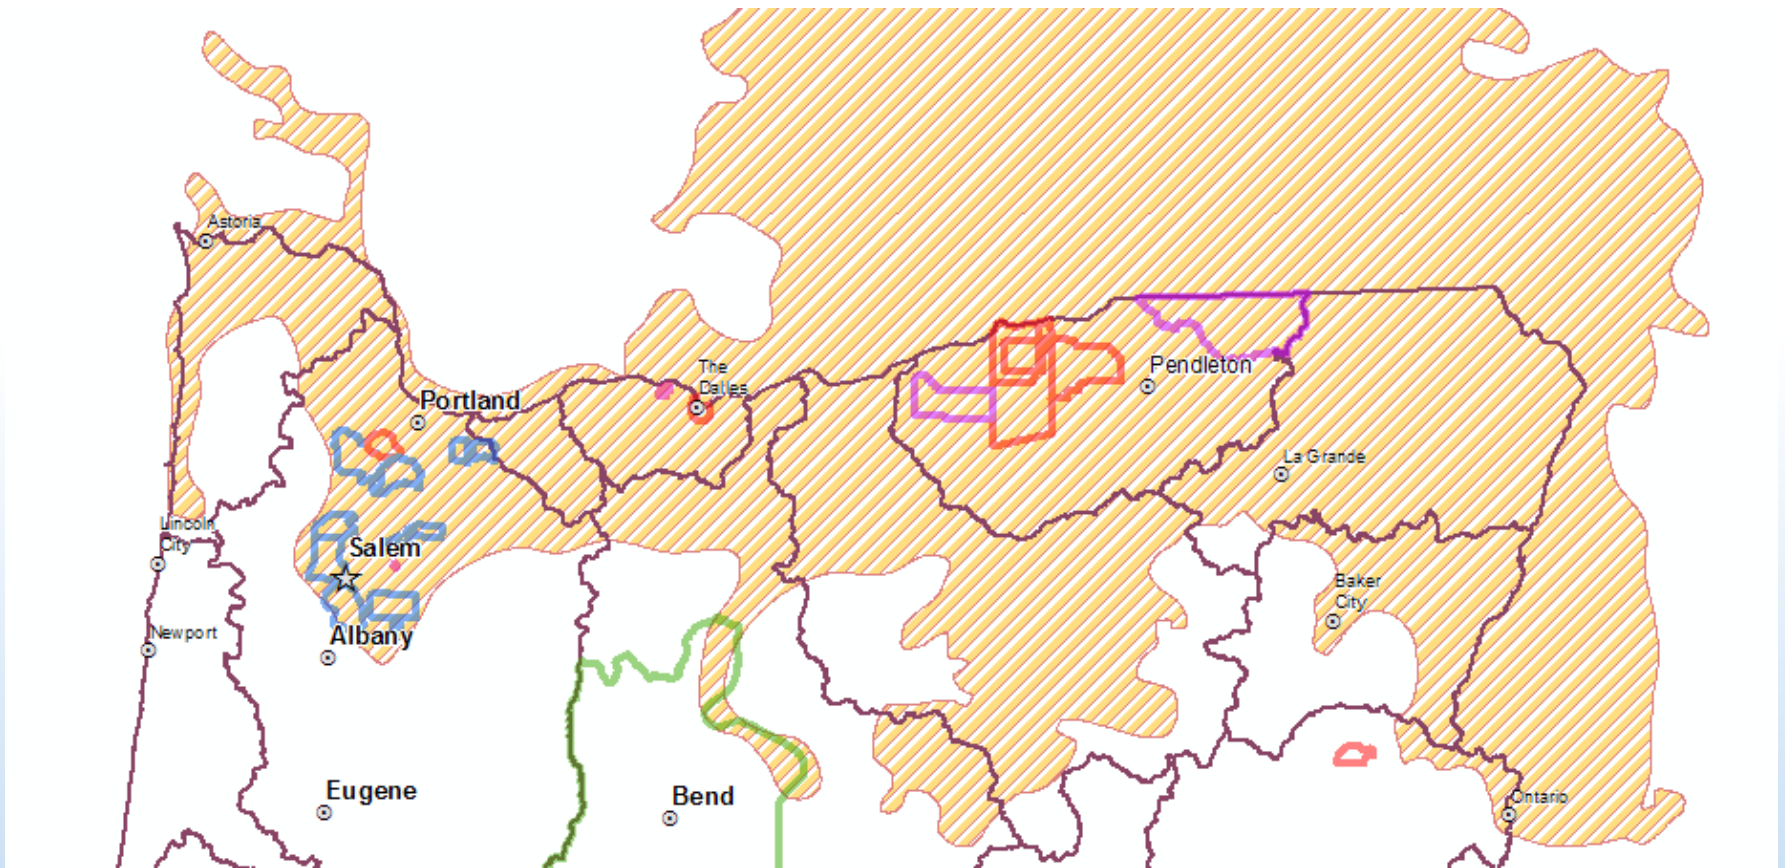 Astoria
The
Dalles
Pendleton
Portland
La Grande
Lincoln
City
Salem
Baker
City
Newport
Albany
Eugene
Bend
Ontario